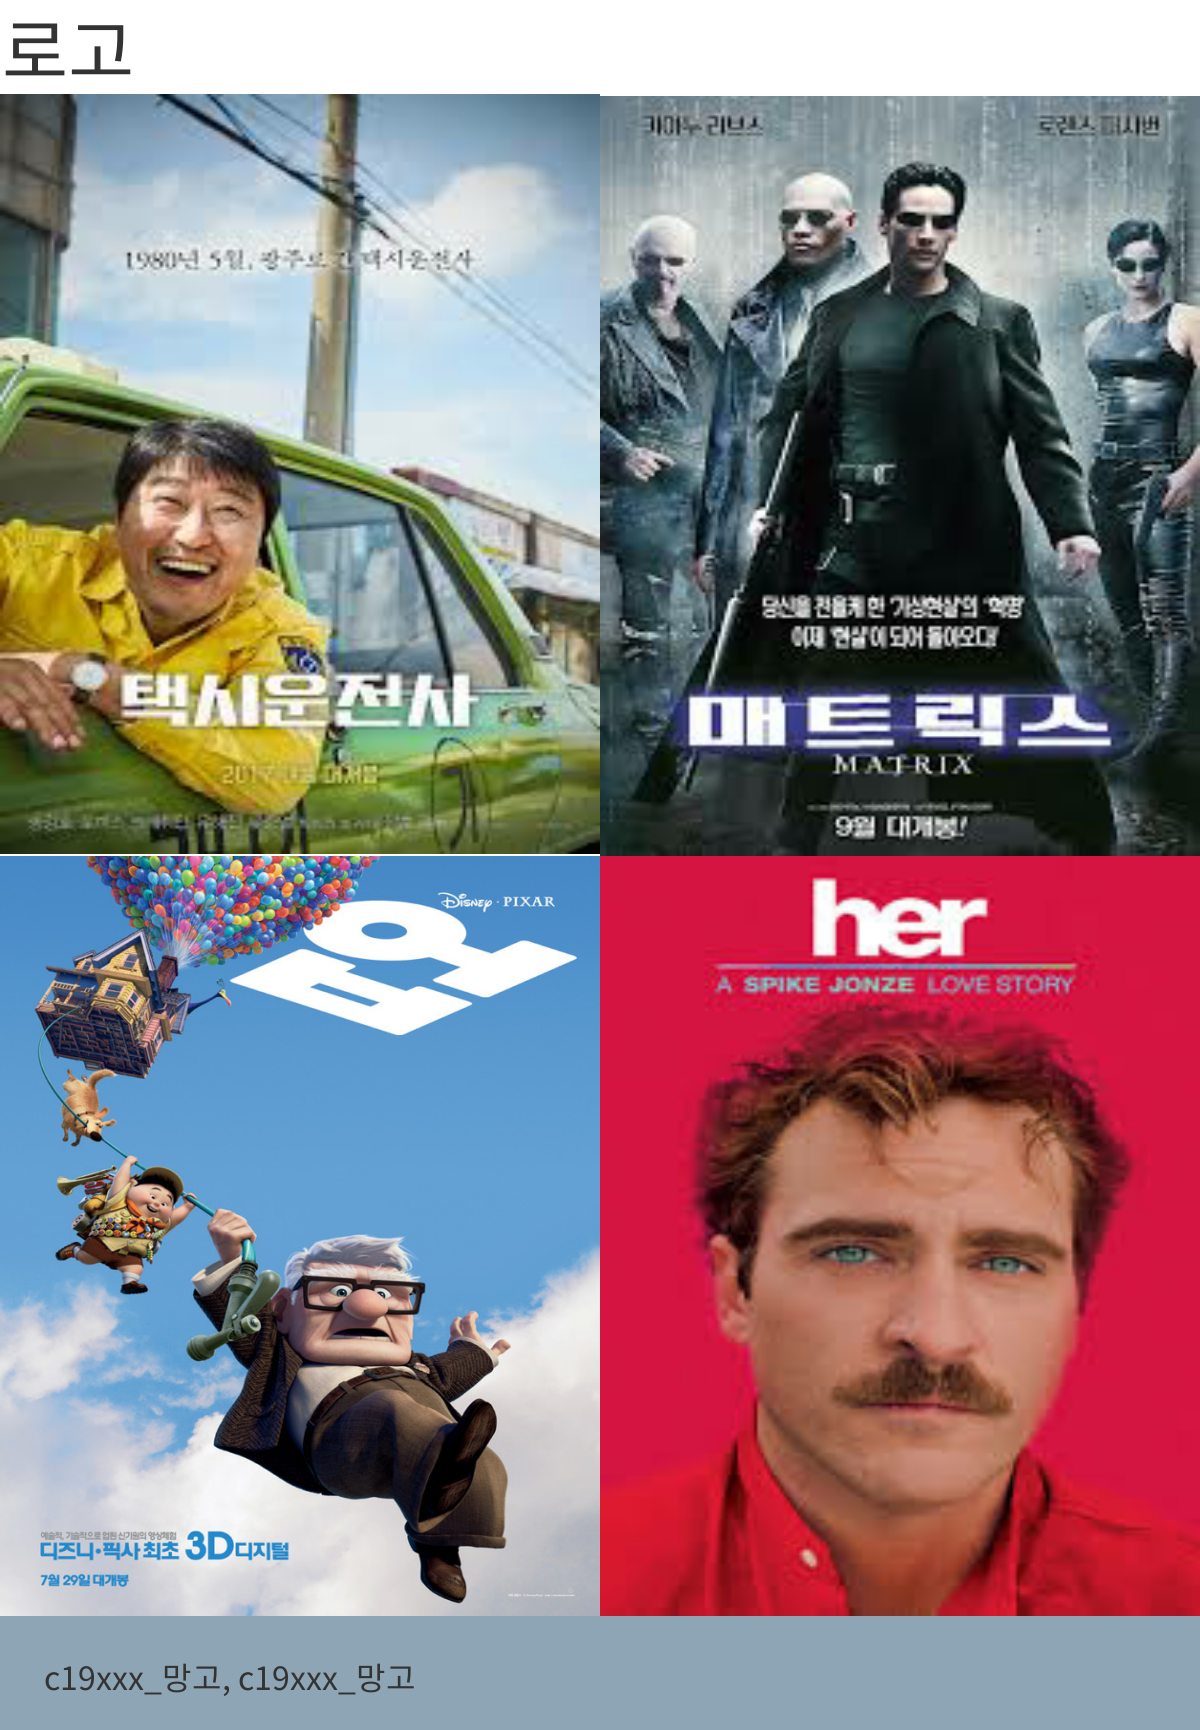 로고
1980년 5월, 광주로 간 택시운전사
택시운전사
2017
키아누 리브스
로렌스 피시번
당신을 전율케 한 '가상현실'의 '혁명'
이제 '현실'이 되어 돌아오다!
매트릭스
MATRIX
9월 대개봉!
DISNEY · PIXAR
업
디즈니•픽사 최초 3D 디지털
7월 29일 대개봉
her
A SPIKE JONZE LOVE STORY
c19xxx_망고, c19xxx_망고